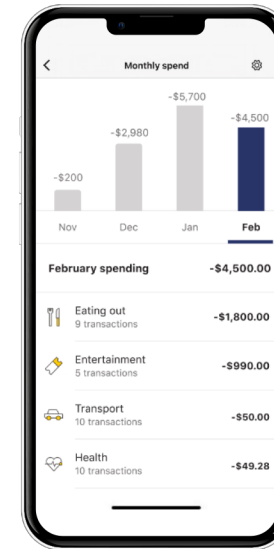 Monthly spend
-$5,700
-$4,500
-$2,980
-$200
Nov Dec Jan Feb
February spending -$4,500.00
Eating out
9 transactions
-$1,800.00
Entertainment
5 transactions
-$990.00
Transport
10 transactions
-$50.00
Health
10 transactions
-$49.28